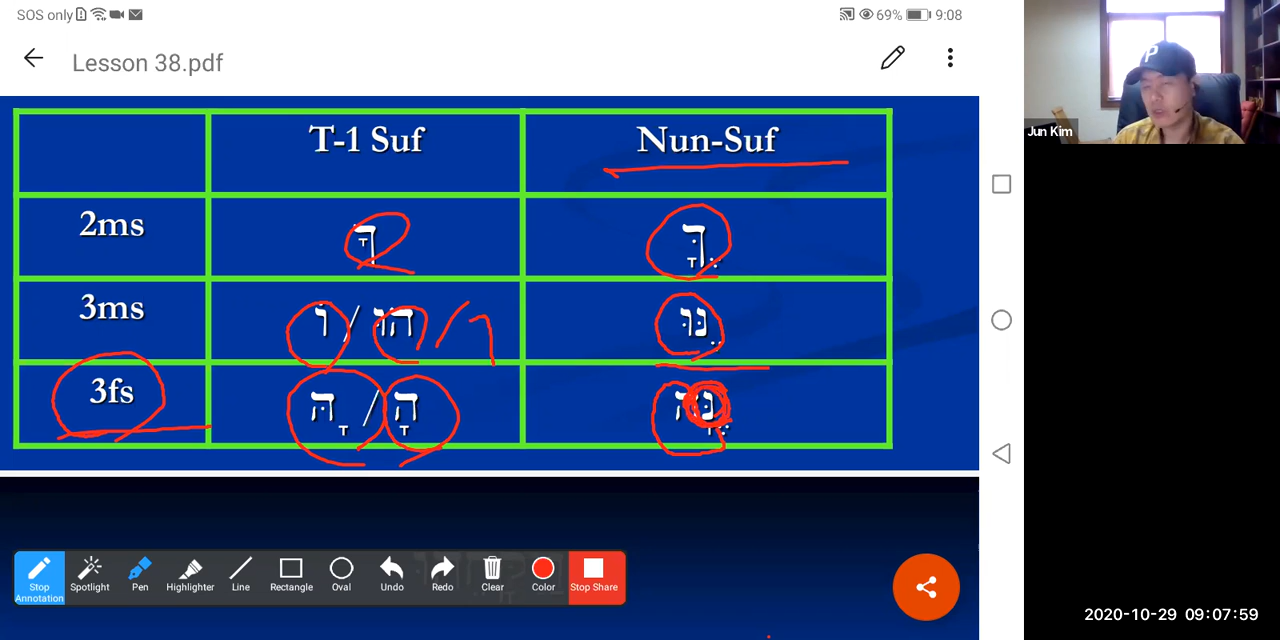 SOS only 69% 9:08
Lesson 38.pdf
Jun Kim
T-1 Suf Nun-Suf
2ms ךָ ֶךָּ
3ms הוּ / וֹ ֵנּוּ
3fs הָ / ָהּ ֶנָּה
Stop Annotation Spotlight Pen Highlighter Line Rectangle Oval Undo Redo Clear Color Stop Share
2020-10-29 09:07:59